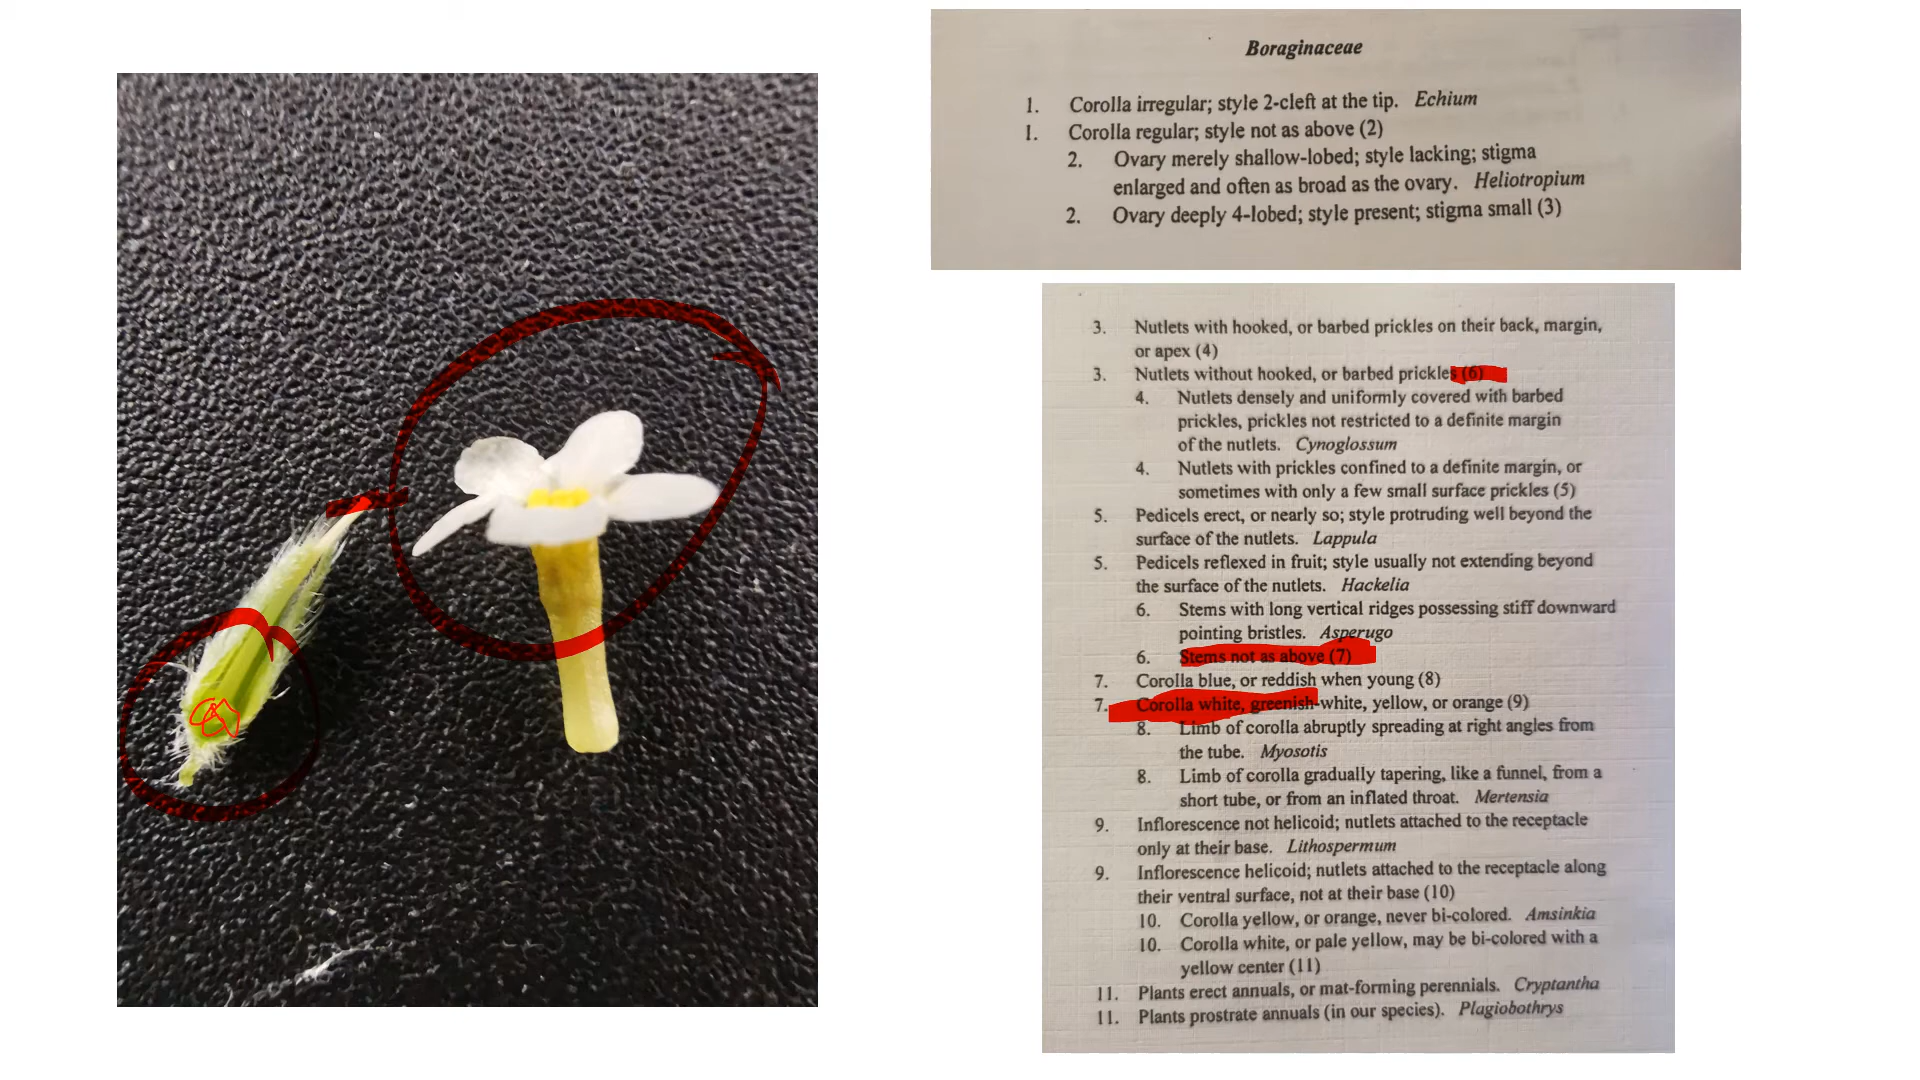 Boraginaceae
1. Corolla irregular; style 2-cleft at the tip. Echium
1. Corolla regular; style not as above (2)
2. Ovary merely shallow-lobed; style lacking; stigma
enlarged and often as broad as the ovary. Heliotropium
2. Ovary deeply 4-lobed; style present; stigma small (3)
3. Nutlets with hooked, or barbed prickles on their back, margin,
or apex (4)
3. Nutlets without hooked, or barbed prickles (6)
4. Nutlets densely and uniformly covered with barbed
prickles, prickles not restricted to a definite margin
of the nutlets. Cynoglossum
4. Nutlets with prickles confined to a definite margin, or
sometimes with only a few small surface prickles (5)
5. Pedicels erect, or nearly so; style protruding well beyond the
surface of the nutlets. Lappula
5. Pedicels reflexed in fruit; style usually not extending beyond
the surface of the nutlets. Hackelia
6. Stems with long vertical ridges possessing stiff downward
pointing bristles. Asperugo
6. Stems not as above (7)
7. Corolla blue, or reddish when young (8)
7. Corolla white, greenish-white, yellow, or orange (9)
8. Limb of corolla abruptly spreading at right angles from
the tube. Myosotis
8. Limb of corolla gradually tapering, like a funnel, from a
short tube, or from an inflated throat. Mertensia
9. Inflorescence not helicoid; nutlets attached to the receptacle
only at their base. Lithospermum
9. Inflorescence helicoid; nutlets attached to the receptacle along
their ventral surface, not at their base (10)
10. Corolla yellow, or orange, never bi-colored. Amsinkia
10. Corolla white, or pale yellow, may be bi-colored with a
yellow center (11)
11. Plants erect annuals, or mat-forming perennials. Cryptantha
11. Plants prostrate annuals (in our species). Plagiobothrys